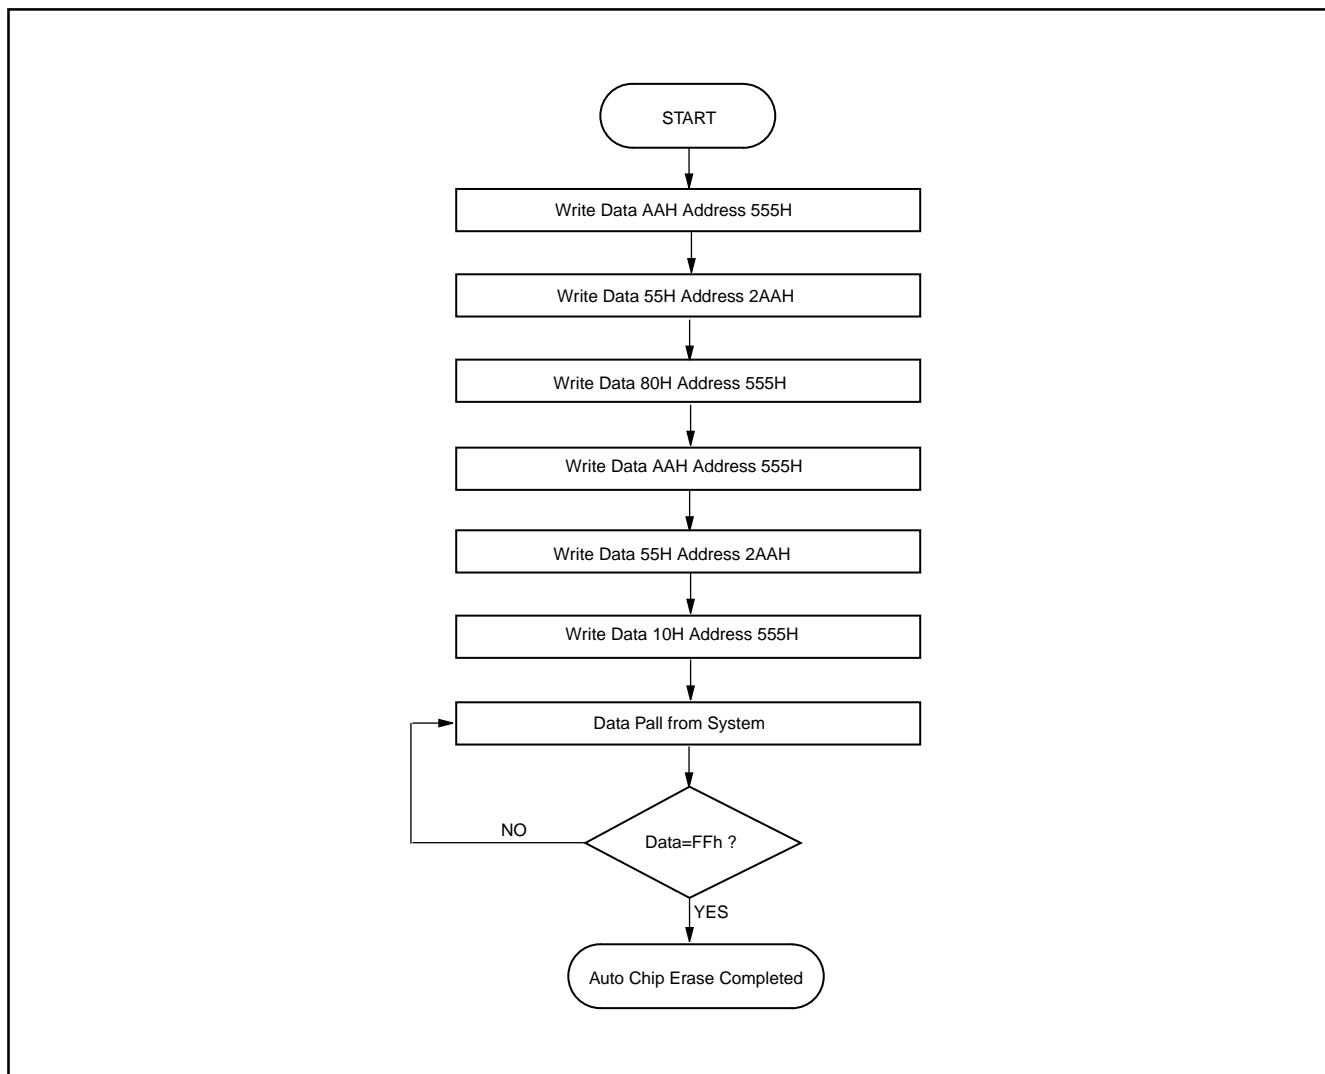 START
Write Data AAH Address 555H
Write Data 55H Address 2AAH
Write Data 80H Address 555H
Write Data AAH Address 555H
Write Data 55H Address 2AAH
Write Data 10H Address 555H
Data Pall from System
NO
Data=FFh ?
YES
Auto Chip Erase Completed